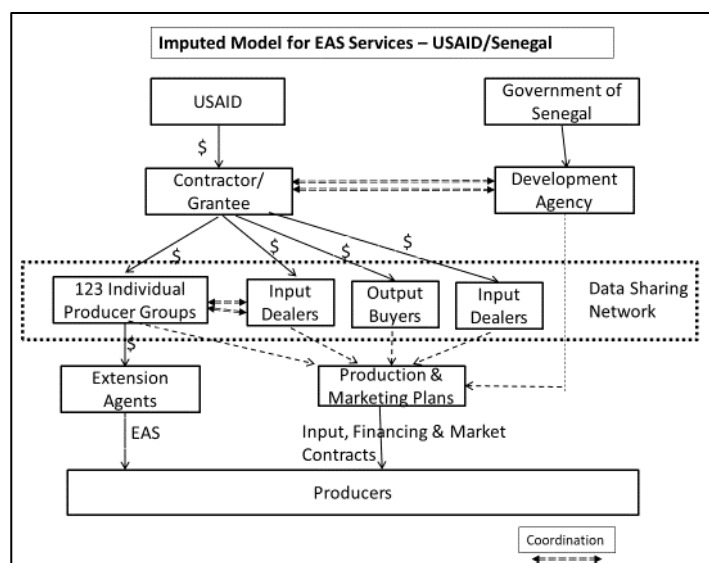 Imputed Model for EAS Services – USAID/Senegal
USAID
Government of
Senegal
$
Contractor/
Grantee
Development
Agency
$
$
$
$
123 Individual
Producer Groups
Input
Dealers
Output
Buyers
Input
Dealers
Data Sharing
Network
$
Extension
Agents
Production &
Marketing Plans
EAS
Input, Financing & Market
Contracts
Producers
Coordination